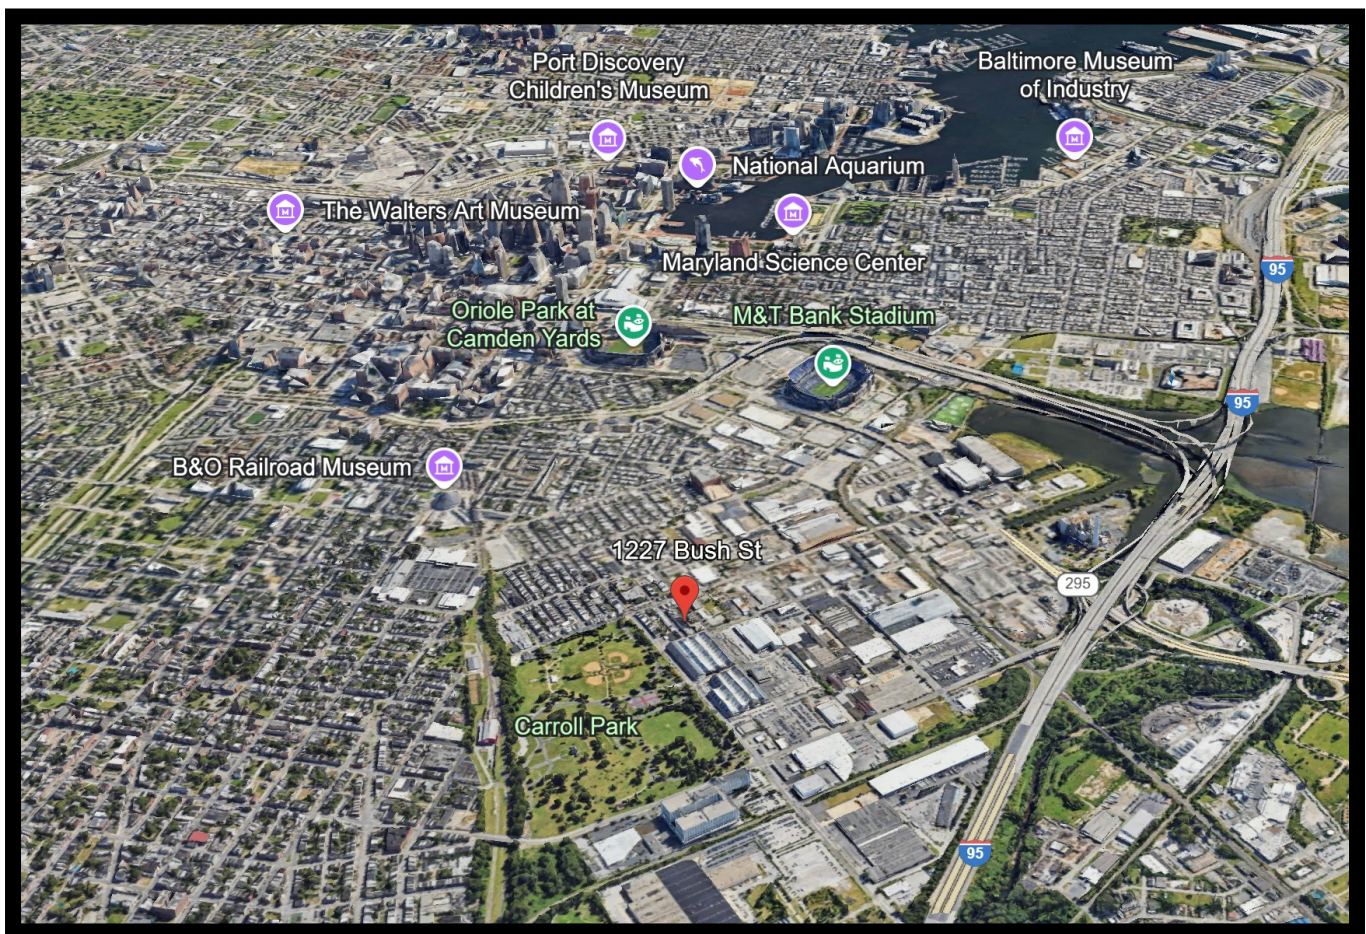 Port Discovery
Children's Museum
Baltimore Museum
of Industry
National Aquarium
The Walters Art Museum
Maryland Science Center
95
Oriole Park at
Camden Yards
M&T Bank Stadium
95
B&O Railroad Museum
1227 Bush St
295
Carroll Park
95